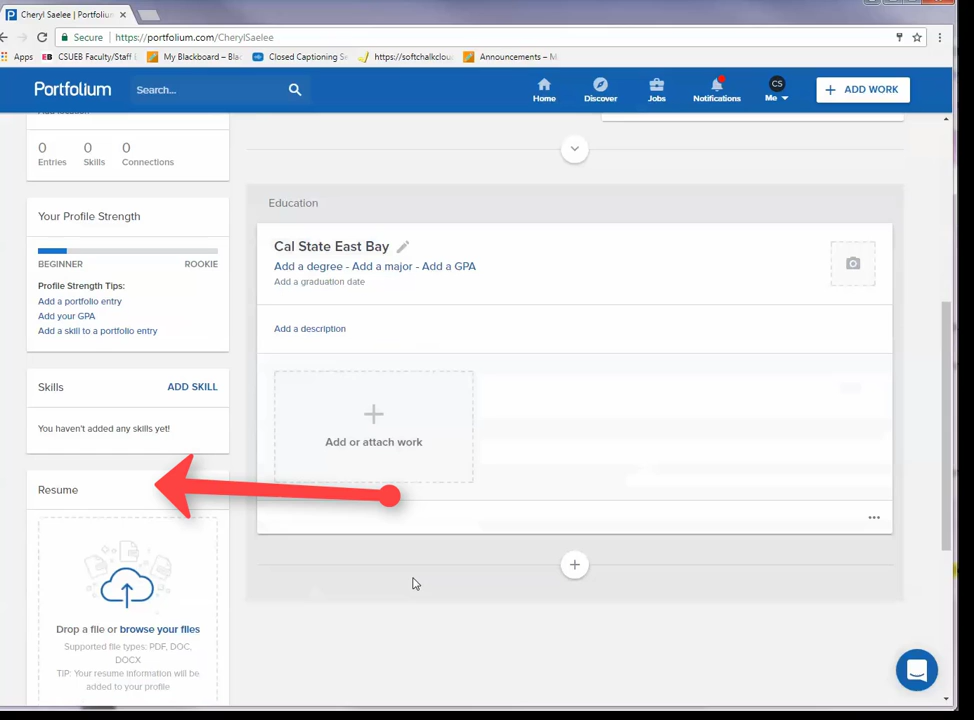 Cheryl Saelee | Portfolium
Secure
https://portfolium.com/CherylSaelee
Apps
CSUEB Faculty/Staff
My Blackboard – Bla
Closed Captioning S
https://softchalkclou
Announcements – M
Portfolium
Search...
Home
Discover
Jobs
Notifications
CS
Me
+ ADD WORK
0
0
0
Entries
Skills
Connections
Your Profile Strength
BEGINNER
ROOKIE
Profile Strength Tips:
Add a portfolio entry
Add your GPA
Add a skill to a portfolio entry
Skills
ADD SKILL
You haven't added any skills yet!
Resume
Drop a file or browse your files
Supported file types: PDF, DOC,
DOCX
TIP: Your resume information will be
added to your profile
Education
Cal State East Bay
Add a degree - Add a major - Add a GPA
Add a graduation date
Add a description
Add or attach work